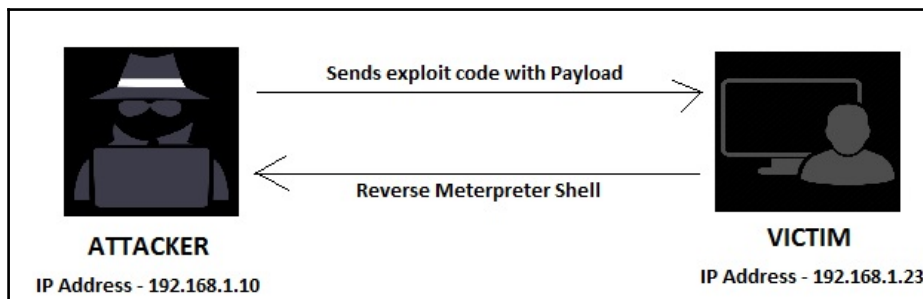 Sends exploit code with Payload
Reverse Meterpreter Shell
ATTACKER
IP Address - 192.168.1.10
VICTIM
IP Address - 192.168.1.23